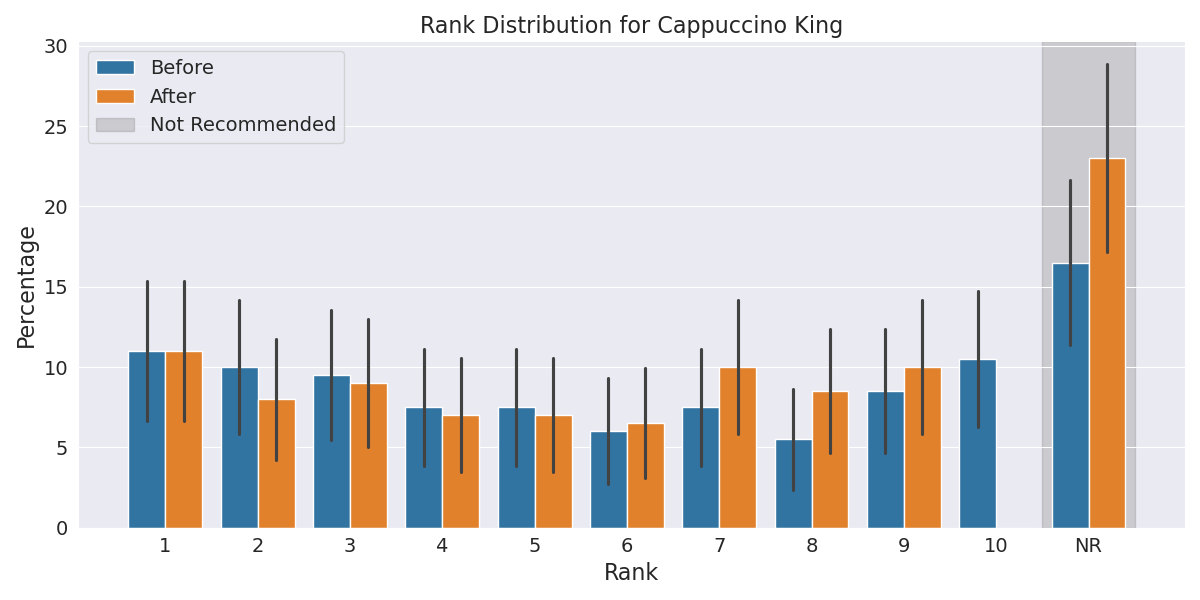 Rank Distribution for Cappuccino King
30
25
20
15
10
5
0
Percentage
Before
After
Not Recommended
1 2 3 4 5 6 7 8 9 10 NR
Rank